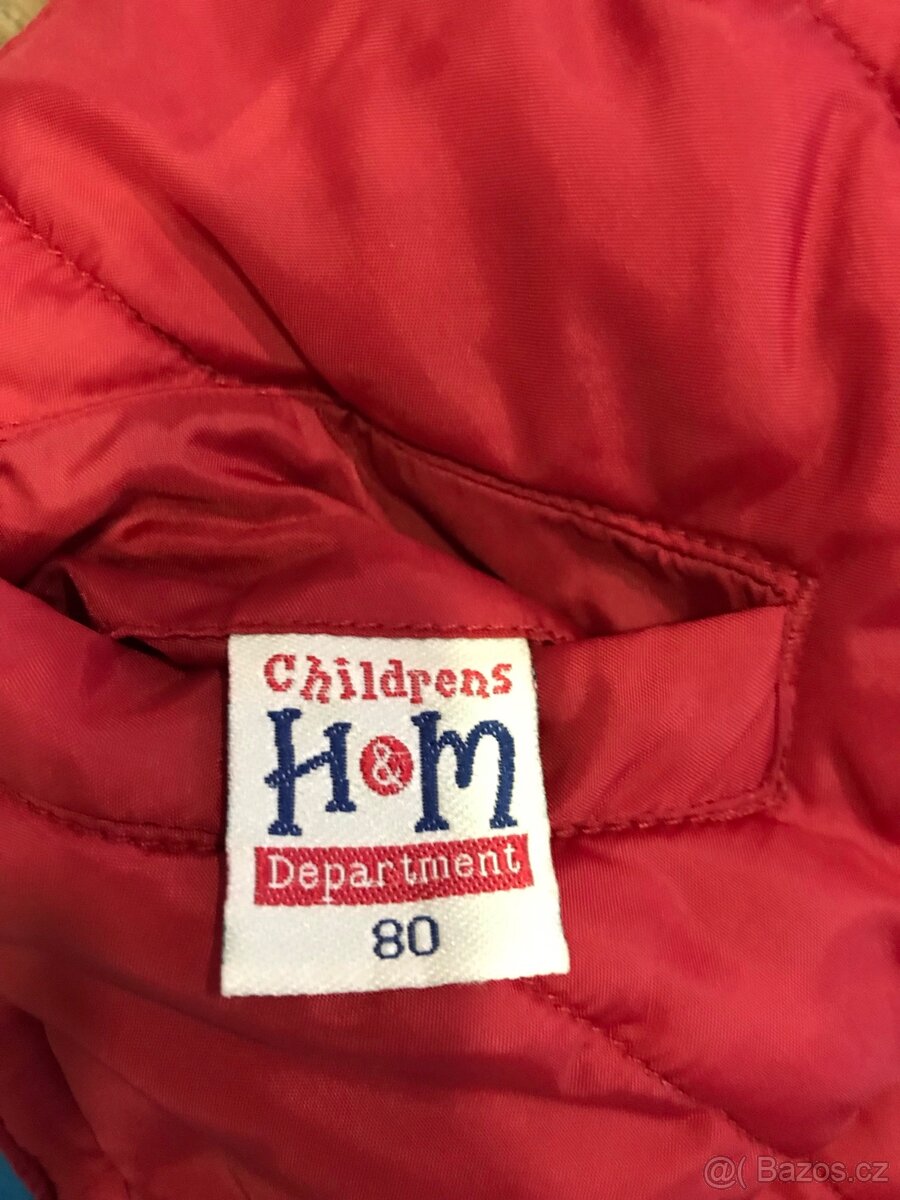 Childrens
H&M
Department
80
@( Bazos.cz